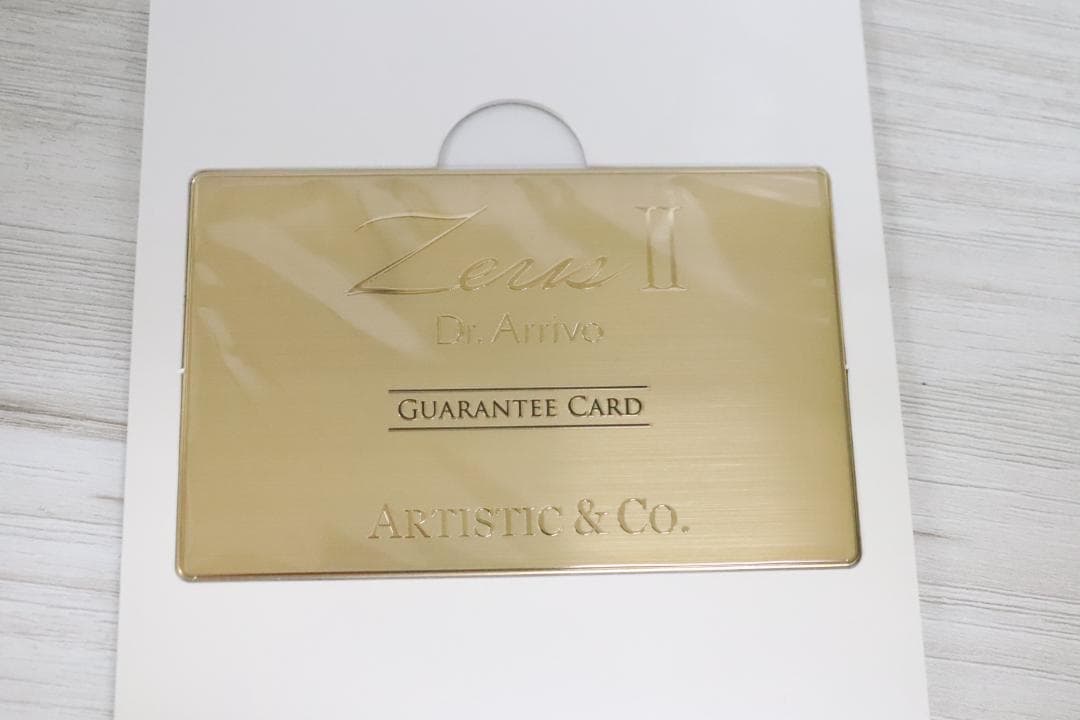 Zeus II
Dr. Arrivo
GUARANTEE CARD
ARTISTIC & Co.